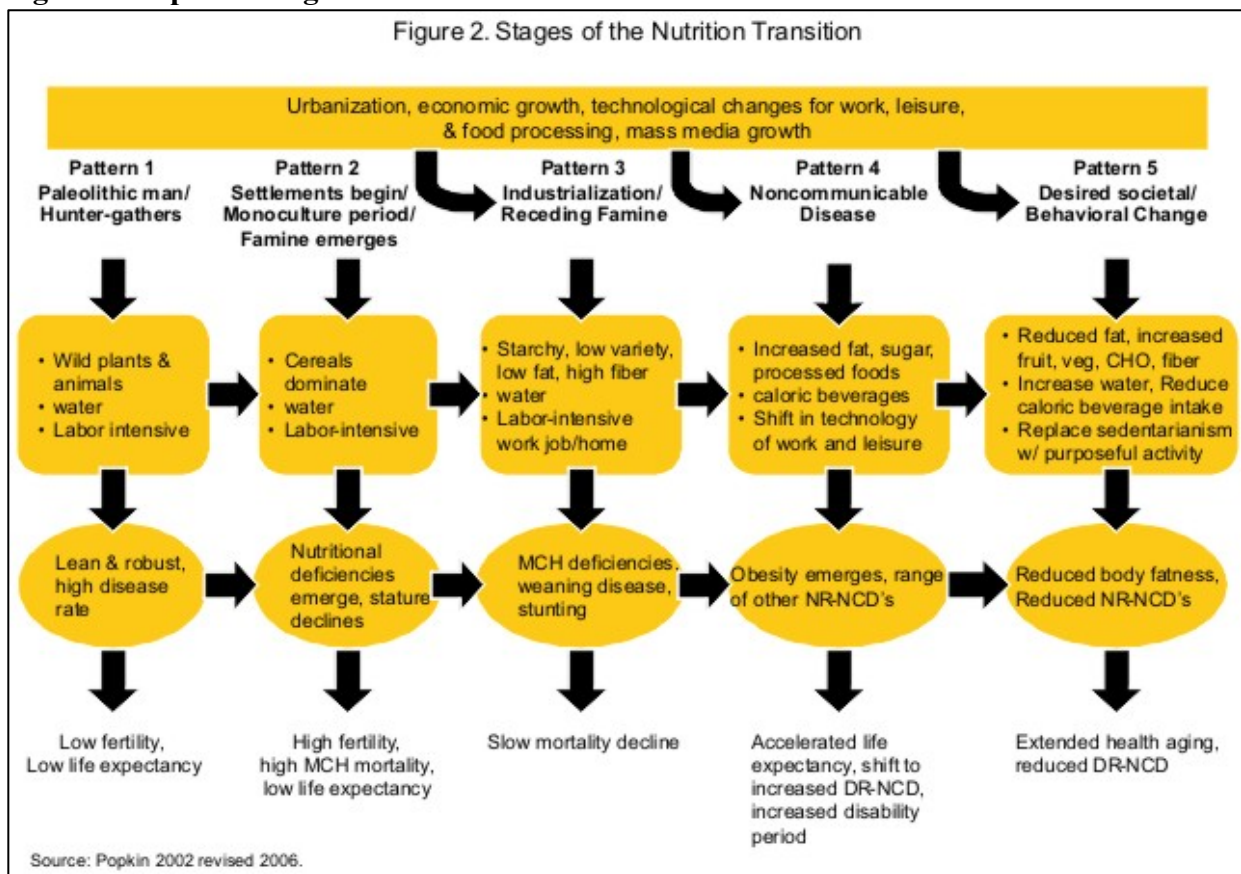 Figure 2. Stages of the Nutrition Transition
Urbanization, economic growth, technological changes for work, leisure,
& food processing, mass media growth
Pattern 1
Paleolithic man/
Hunter-gathers
Pattern 2
Settlements begin/
Monoculture period/
Famine emerges
Pattern 3
Industrialization/
Receding Famine
Pattern 4
Noncommunicable
Disease
Pattern 5
Desired societal/
Behavioral Change
• Wild plants &
animals
• water
• Labor intensive
• Cereals
dominate
• water
• Labor-intensive
• Starchy, low variety,
low fat, high fiber
• water
• Labor-intensive
work job/home
• Increased fat, sugar,
processed foods
• caloric beverages
• Shift in technology
of work and leisure
• Reduced fat, increased
fruit, veg, CHO, fiber
• Increase water, Reduce
caloric beverage intake
• Replace sedentarianism
w/ purposeful activity
Lean & robust,
high disease
rate
Nutritional
deficiencies
emerge, stature
declines
MCH deficiencies.
weaning disease,
stunting
Obesity emerges, range
of other NR-NCD's
Reduced body fatness,
Reduced NR-NCD's
Low fertility,
Low life expectancy
High fertility,
high MCH mortality,
low life expectancy
Slow mortality decline
Accelerated life
expectancy, shift to
increased DR-NCD,
increased disability
period
Extended health aging,
reduced DR-NCD
Source: Popkin 2002 revised 2006.